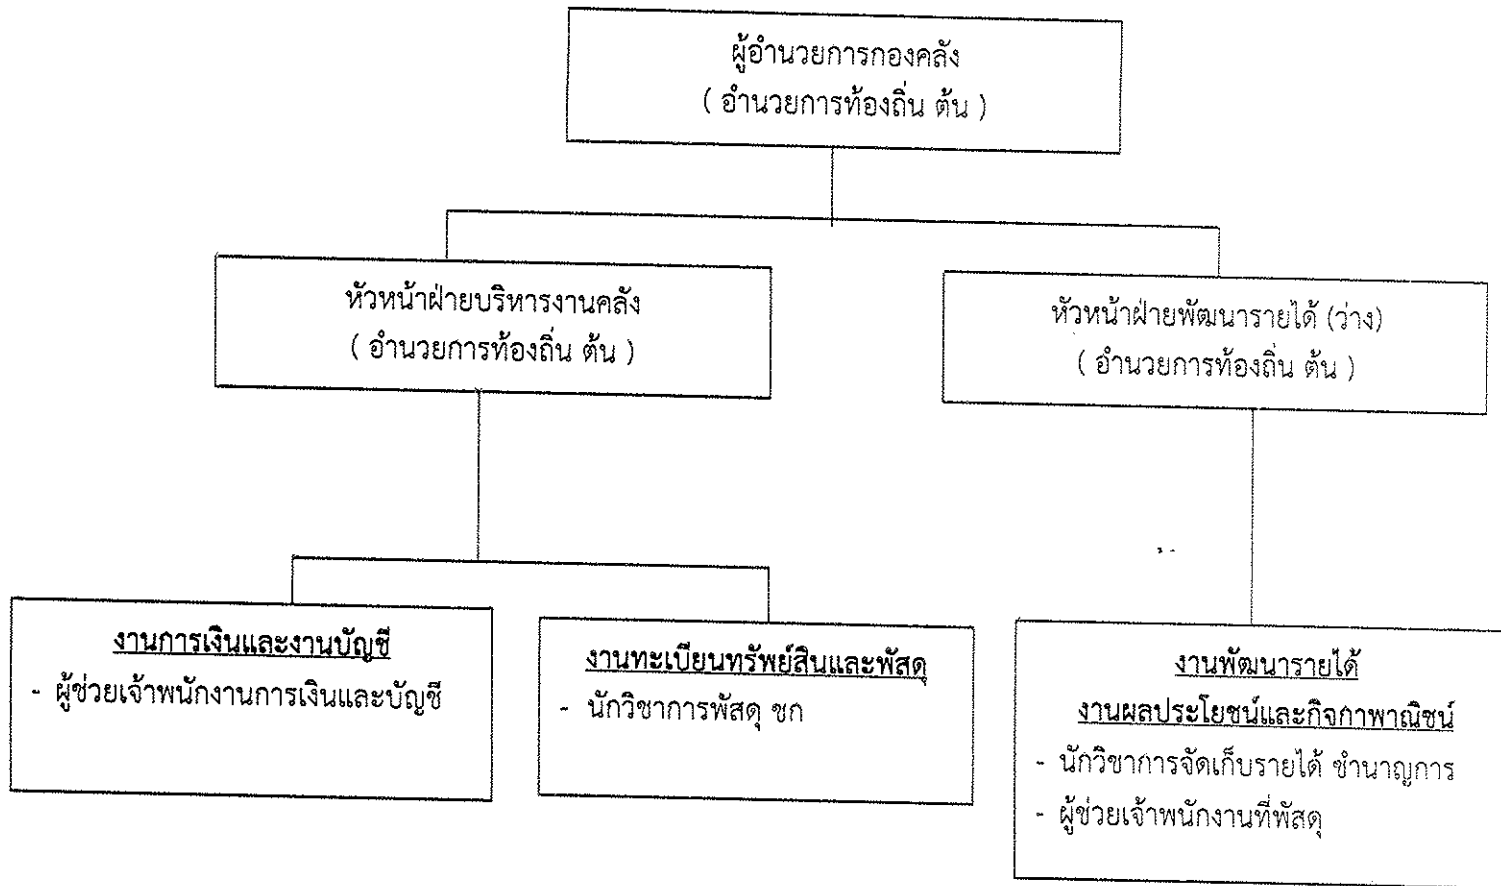 ผู้อำนวยการกองคลัง
( อำนวยการท้องถิ่น ต้น )
หัวหน้าฝ่ายบริหารงานคลัง
( อำนวยการท้องถิ่น ต้น )
หัวหน้าฝ่ายพัฒนารายได้ (ว่าง)
( อำนวยการท้องถิ่น ต้น )
งานการเงินและงานบัญชี
- ผู้ช่วยเจ้าพนักงานการเงินและบัญชี
งานทะเบียนทรัพย์สินและพัสดุ
- นักวิชาการพัสดุ ชก
งานพัฒนารายได้
งานผลประโยชน์และกิจกาพาณิชน์
- นักวิชาการจัดเก็บรายได้ ชำนาญการ
- ผู้ช่วยเจ้าพนักงานที่พัสดุ